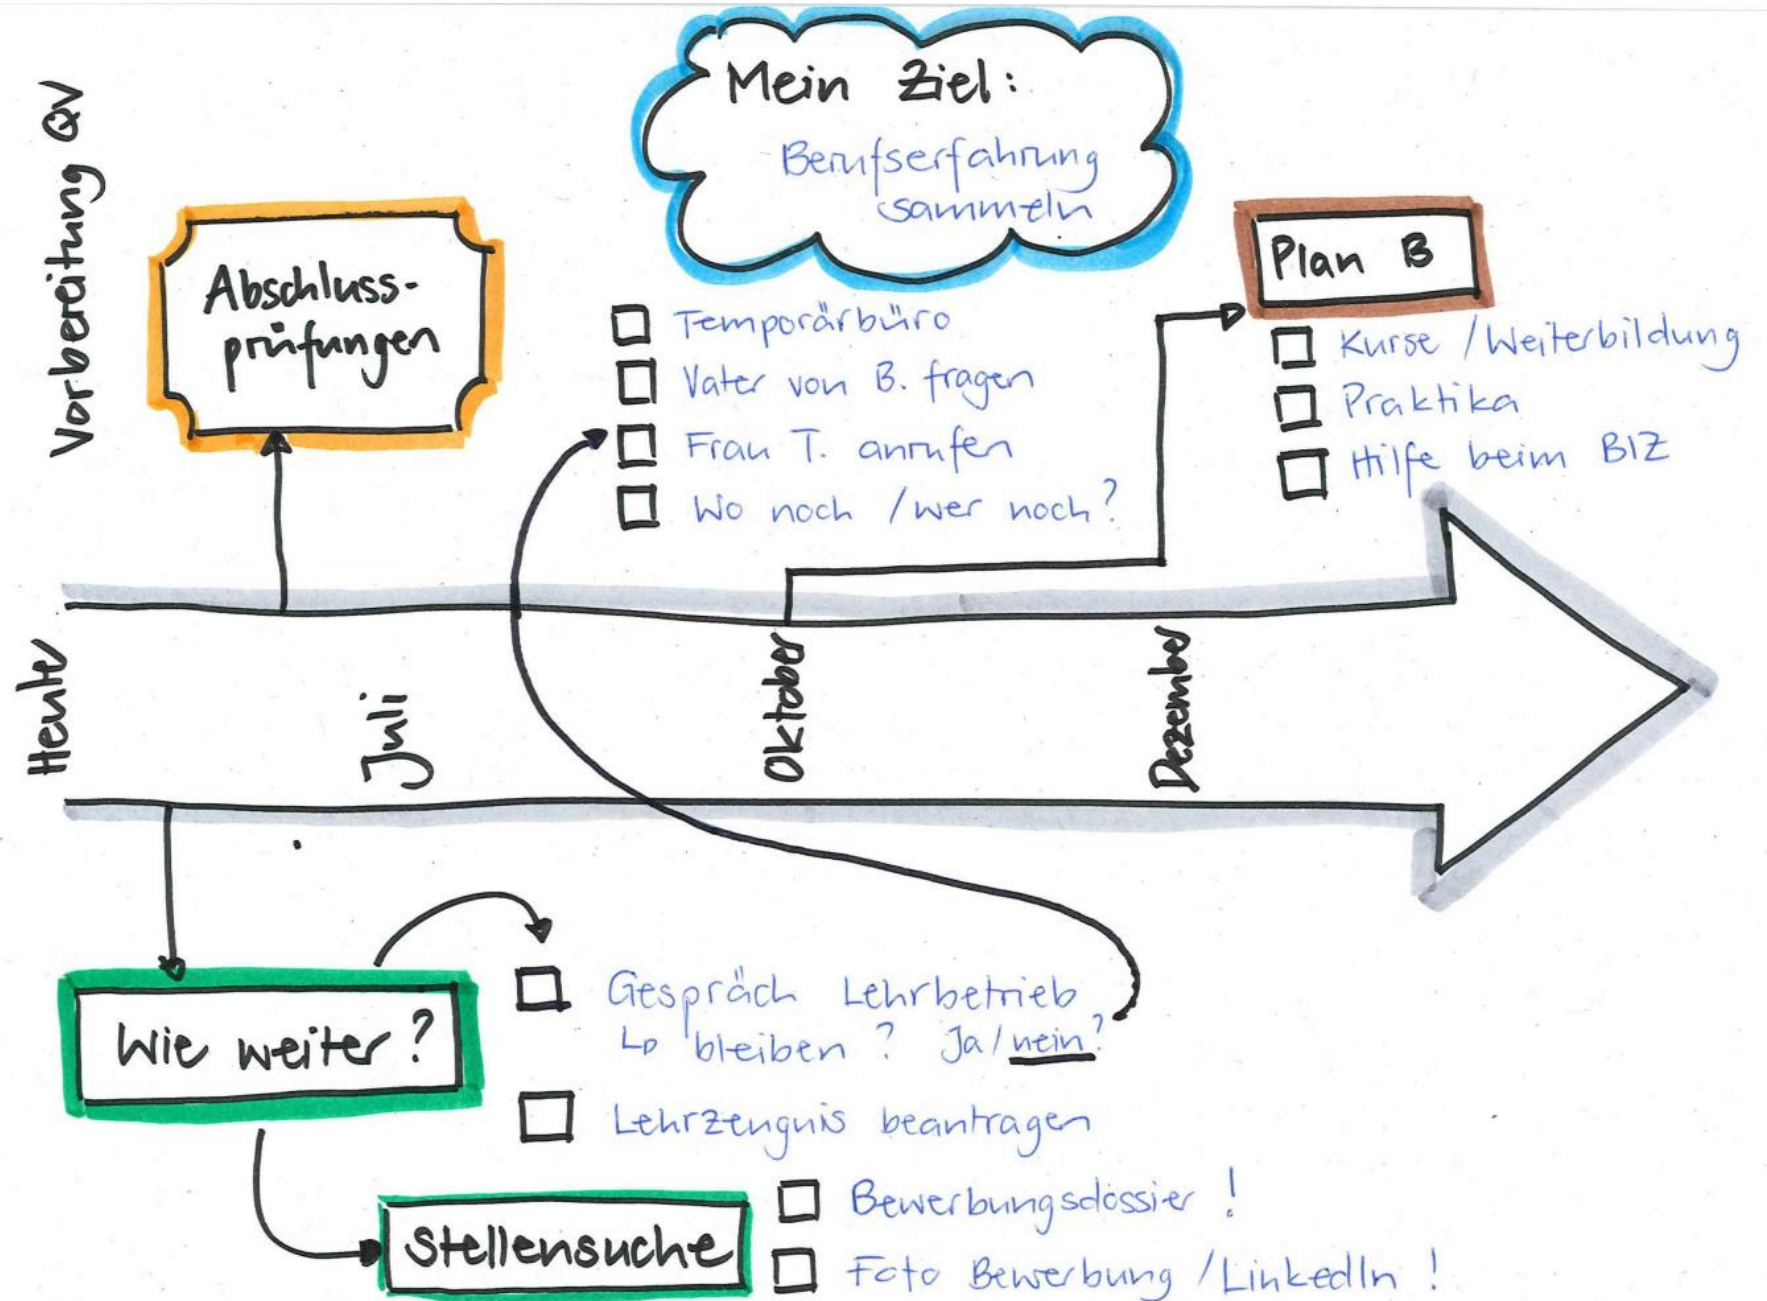 Vorbereitung QV
Abschluss-
prüfungen
Mein Ziel:
Berufserfahrung
sammeln
Temporärbüro
Vater von B. fragen
Frau T. anrufen
Wo noch / wer noch?
Plan B
Kurse / Weiterbildung
Praktika
Hilfe beim BIZ
Heute
Juli
Oktober
Dezember
Wie weiter?
Gespräch Lehrbetrieb
↳ bleiben? Ja / nein?
Lehrzeugnis beantragen
Stellensuche
Bewerbungsdossier!
Foto Bewerbung / LinkedIn!